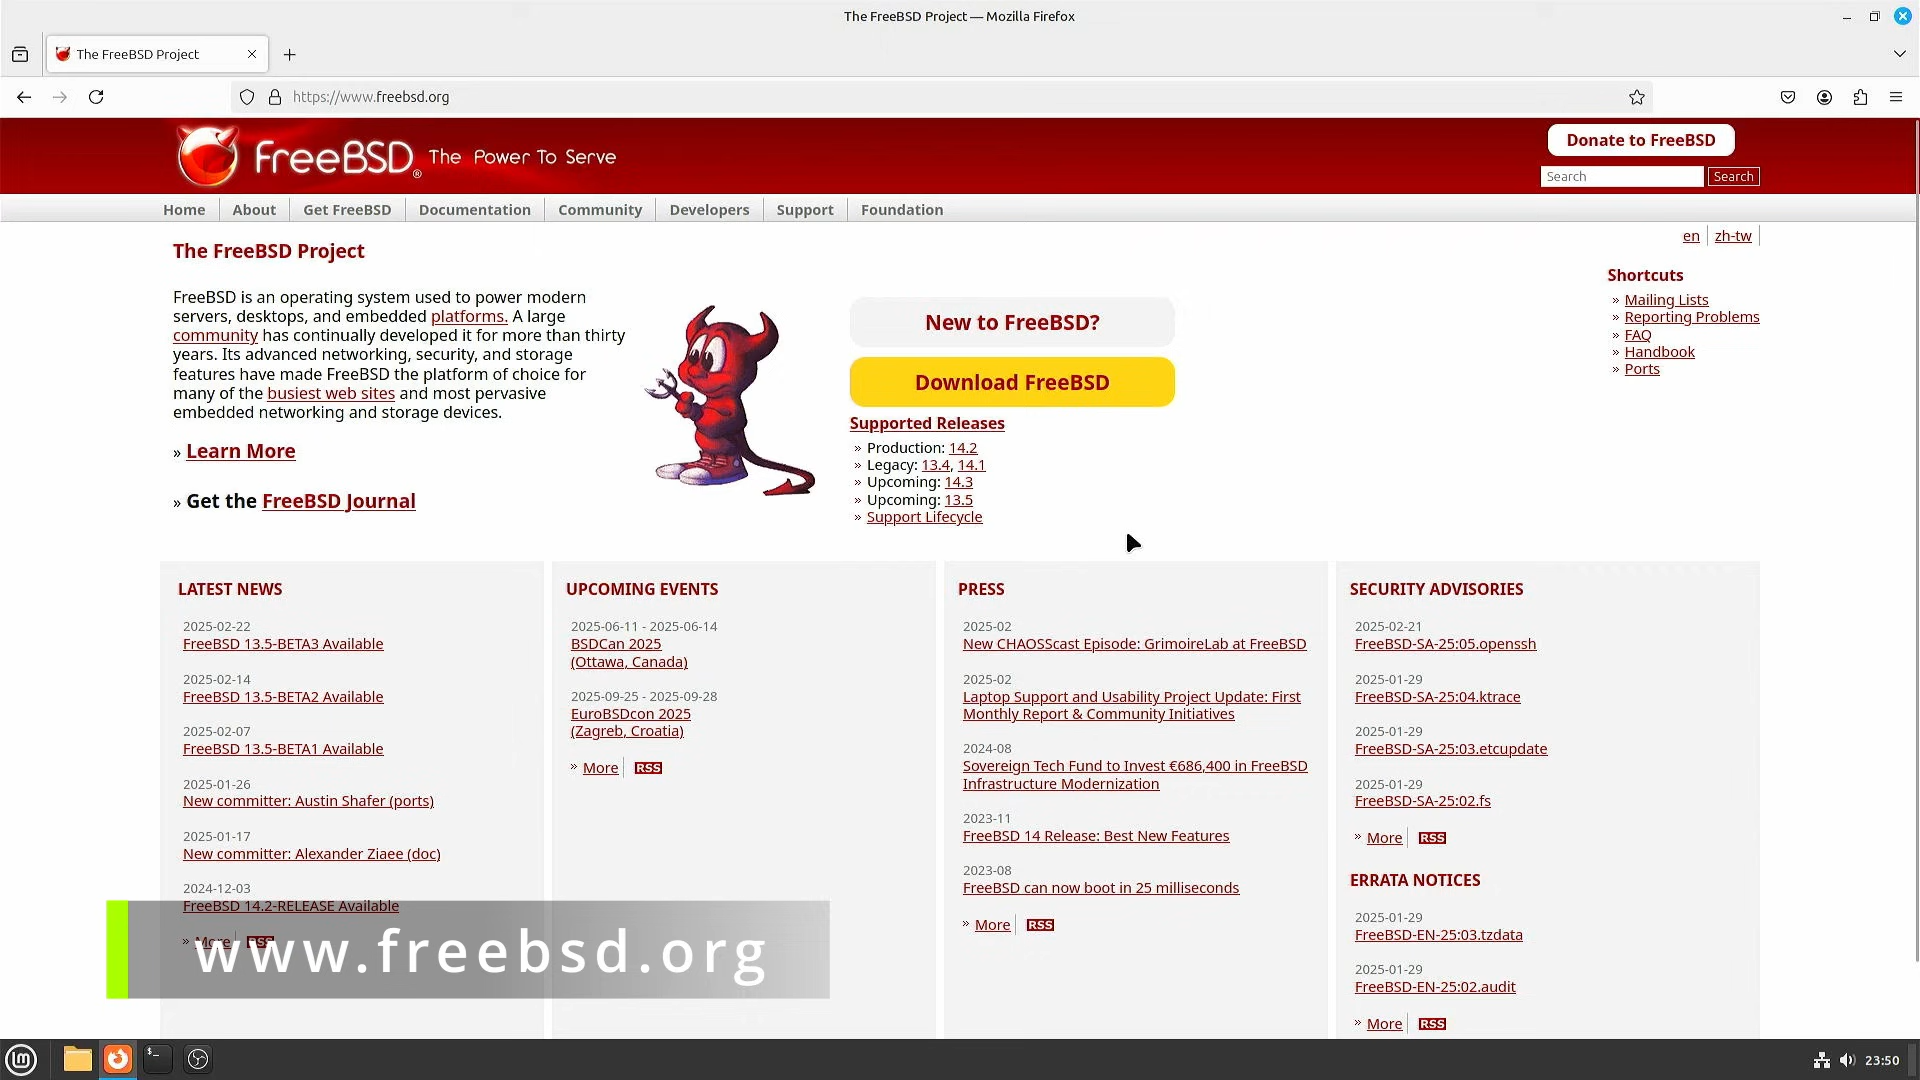 The FreeBSD Project — Mozilla Firefox
The FreeBSD Project
https://www.freebsd.org
FreeBSD® The Power To Serve
Donate to FreeBSD
Search
Search
Home
About
Get FreeBSD
Documentation
Community
Developers
Support
Foundation
en
zh-tw
The FreeBSD Project
FreeBSD is an operating system used to power modern
servers, desktops, and embedded platforms. A large
community has continually developed it for more than thirty
years. Its advanced networking, security, and storage
features have made FreeBSD the platform of choice for
many of the busiest web sites and most pervasive
embedded networking and storage devices.
» Learn More
» Get the FreeBSD Journal
New to FreeBSD?
Download FreeBSD
Supported Releases
» Production: 14.2
» Legacy: 13.4, 14.1
» Upcoming: 14.3
» Upcoming: 13.5
» Support Lifecycle
Shortcuts
» Mailing Lists
» Reporting Problems
» FAQ
» Handbook
» Ports
LATEST NEWS
2025-02-22
FreeBSD 13.5-BETA3 Available
2025-02-14
FreeBSD 13.5-BETA2 Available
2025-02-07
FreeBSD 13.5-BETA1 Available
2025-01-26
New committer: Austin Shafer (ports)
2025-01-17
New committer: Alexander Ziaee (doc)
2024-12-03
FreeBSD 14.2-RELEASE Available
» More RSS
www.freebsd.org
UPCOMING EVENTS
2025-06-11 - 2025-06-14
BSDCan 2025
(Ottawa, Canada)
2025-09-25 - 2025-09-28
EuroBSDcon 2025
(Zagreb, Croatia)
» More RSS
PRESS
2025-02
New CHAOSScast Episode: GrimoireLab at FreeBSD
2025-02
Laptop Support and Usability Project Update: First
Monthly Report & Community Initiatives
2024-08
Sovereign Tech Fund to Invest €686,400 in FreeBSD
Infrastructure Modernization
2023-11
FreeBSD 14 Release: Best New Features
2023-08
FreeBSD can now boot in 25 milliseconds
» More RSS
SECURITY ADVISORIES
2025-02-21
FreeBSD-SA-25:05.openssh
2025-01-29
FreeBSD-SA-25:04.ktrace
2025-01-29
FreeBSD-SA-25:03.etcupdate
2025-01-29
FreeBSD-SA-25:02.fs
» More RSS
ERRATA NOTICES
2025-01-29
FreeBSD-EN-25:03.tzdata
2025-01-29
FreeBSD-EN-25:02.audit
» More RSS
23:50